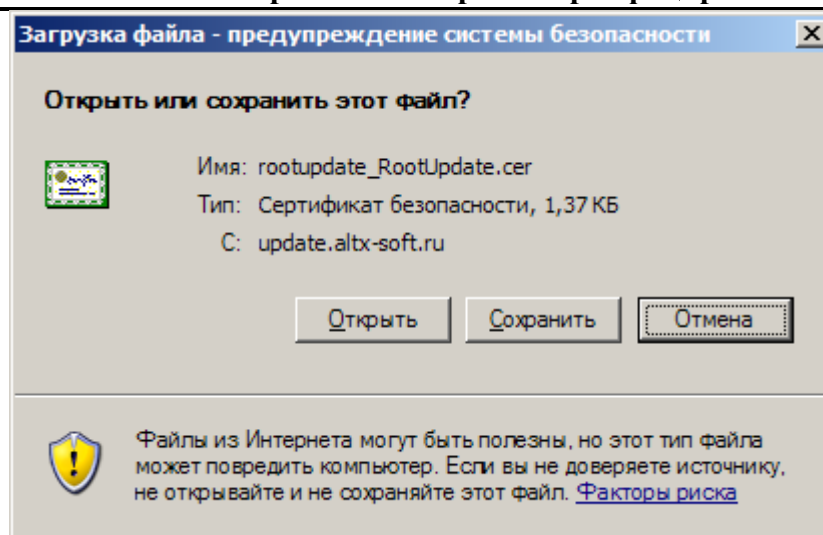 Загрузка файла - предупреждение системы безопасности
Открыть или сохранить этот файл?
Имя: rootupdate_RootUpdate.cer
Тип: Сертификат безопасности, 1,37 КБ
С: update.altx-soft.ru
Открыть Сохранить Отмена
Файлы из Интернета могут быть полезны, но этот тип файла
может повредить компьютер. Если вы не доверяете источнику,
не открывайте и не сохраняйте этот файл. Факторы риска